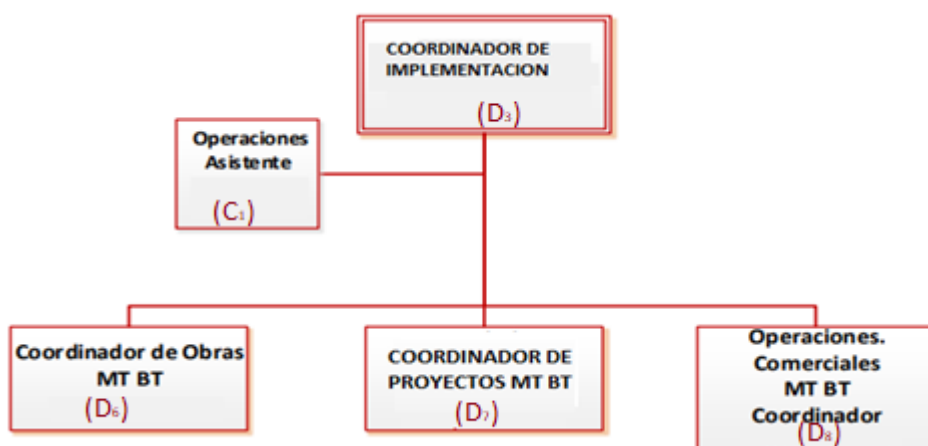 COORDINADOR DE
IMPLEMENTACION
(D₃)
Operaciones
Asistente
(C₁)
Coordinador de Obras
MT BT
(D₆)
COORDINADOR DE
PROYECTOS MT BT
(D₇)
Operaciones.
Comerciales
MT BT
Coordinador
(D₈)